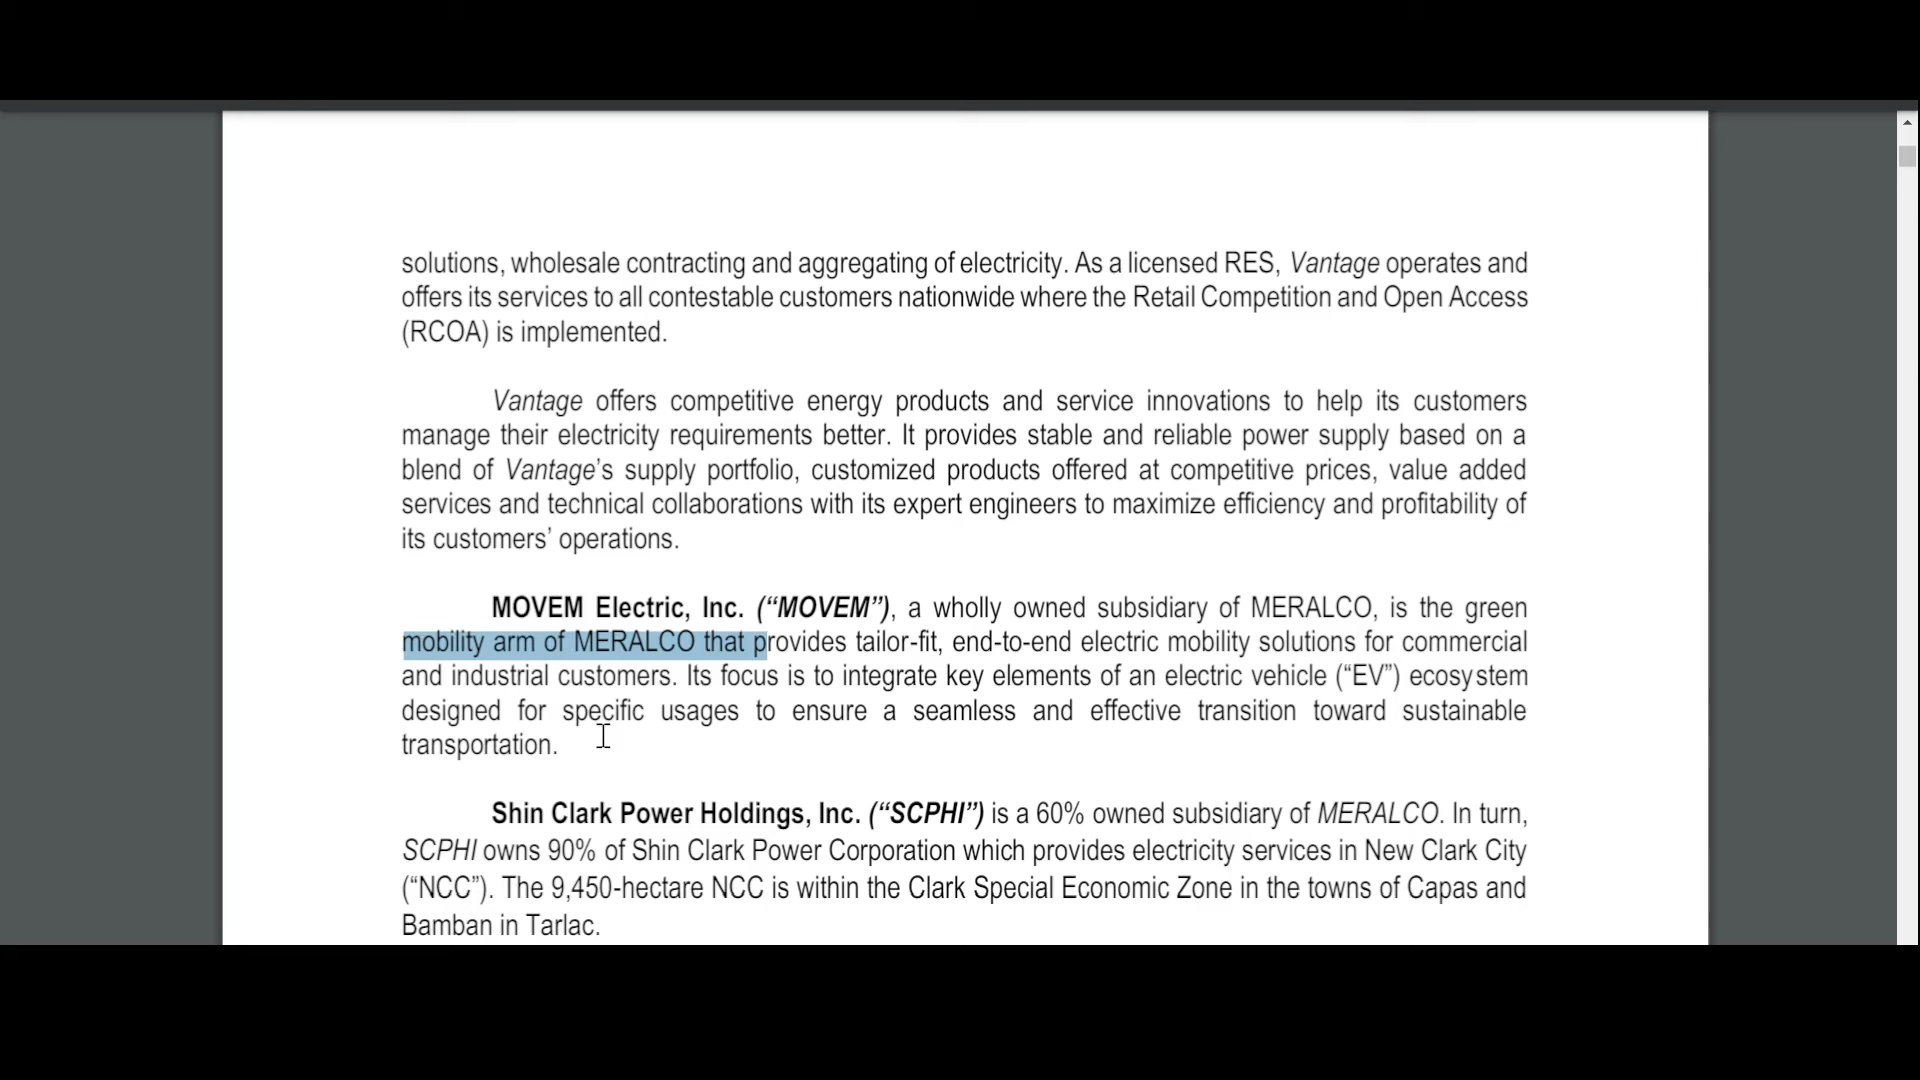 solutions, wholesale contracting and aggregating of electricity. As a licensed RES, Vantage operates and
offers its services to all contestable customers nationwide where the Retail Competition and Open Access
(RCOA) is implemented.
Vantage offers competitive energy products and service innovations to help its customers
manage their electricity requirements better. It provides stable and reliable power supply based on a
blend of Vantage’s supply portfolio, customized products offered at competitive prices, value added
services and technical collaborations with its expert engineers to maximize efficiency and profitability of
its customers’ operations.
MOVEM Electric, Inc. (“MOVEM”), a wholly owned subsidiary of MERALCO, is the green
mobility arm of MERALCO that provides tailor-fit, end-to-end electric mobility solutions for commercial
and industrial customers. Its focus is to integrate key elements of an electric vehicle (“EV”) ecosystem
designed for specific usages to ensure a seamless and effective transition toward sustainable
transportation.
Shin Clark Power Holdings, Inc. (“SCPHI”) is a 60% owned subsidiary of MERALCO. In turn,
SCPHI owns 90% of Shin Clark Power Corporation which provides electricity services in New Clark City
(“NCC”). The 9,450-hectare NCC is within the Clark Special Economic Zone in the towns of Capas and
Bamban in Tarlac.